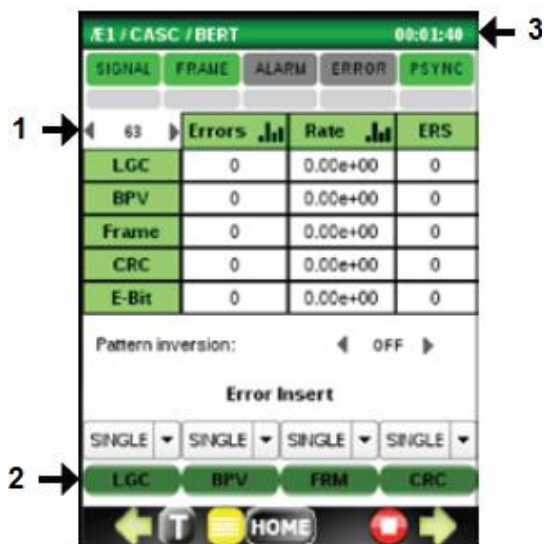 Æ1 / CASC / BERT 00:01:40
3
SIGNAL FRAME ALARM ERROR PSYNC
1
63 Errors Rate ERS
LGC 0 0.00e+00 0
BPV 0 0.00e+00 0
Frame 0 0.00e+00 0
CRC 0 0.00e+00 0
E-Bit 0 0.00e+00 0
Pattern inversion: OFF
Error Insert
SINGLE SINGLE SINGLE SINGLE
2
LGC BPV FRM CRC
T HOME